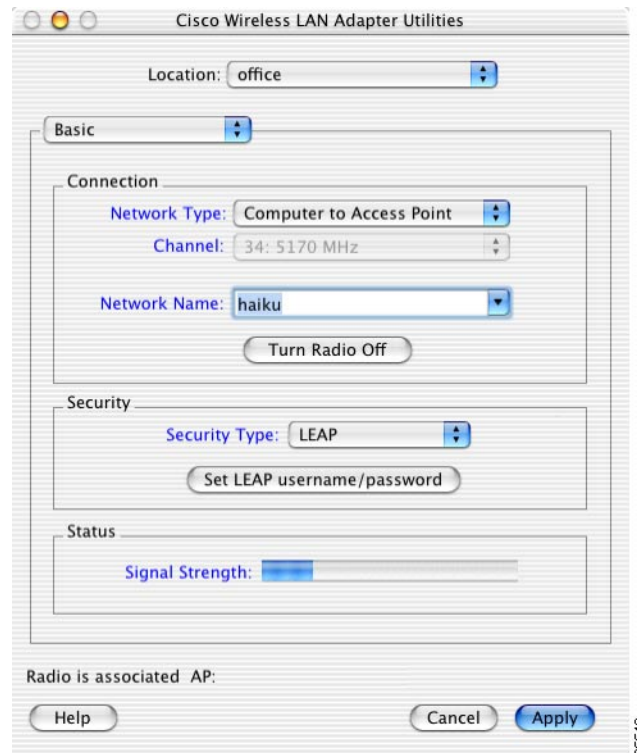 Cisco Wireless LAN Adapter Utilities
Location: office
Basic
Connection
Network Type: Computer to Access Point
Channel: 34: 5170 MHz
Network Name: haiku
Turn Radio Off
Security
Security Type: LEAP
Set LEAP username/password
Status
Signal Strength:
Radio is associated AP:
Help Cancel Apply